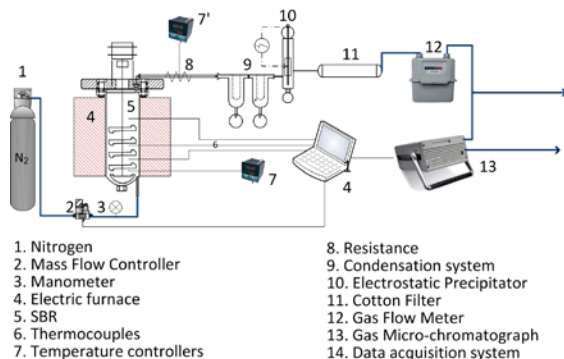 7'
10
1
8
9
11
12
4
5
N₂
6
7
4
13
2
3
1. Nitrogen
2. Mass Flow Controller
3. Manometer
4. Electric furnace
5. SBR
6. Thermocouples
7. Temperature controllers
8. Resistance
9. Condensation system
10. Electrostatic Precipitator
11. Cotton Filter
12. Gas Flow Meter
13. Gas Micro-chromatograph
14. Data acquisition system